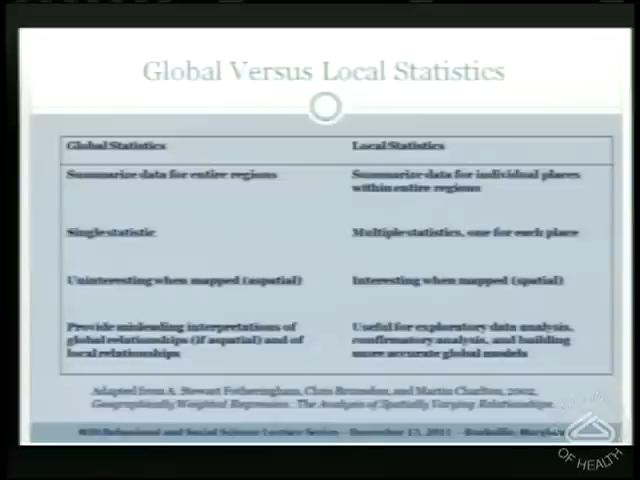 Global Versus Local Statistics
Global Statistics
Local Statistics
Summarize data for entire regions
Summarize data for individual places
within entire regions
Single statistic
Multiple statistics, one for each place
Uninteresting when mapped (aspatial)
Interesting when mapped (spatial)
Provide misleading interpretations of
global relationships (if aspatial) and of
local relationships
Useful for exploratory data analysis,
confirmatory analysis, and building
more accurate global models
Adapted from A. Stewart Fotheringham, Chris Brunsdon, and Martin Charlton, 2002,
Geographically Weighted Regression: The Analysis of Spatially Varying Relationships
Behavioral and Social Science Lecture Series – December 2011 – Rockville, Maryland
OF HEALTH